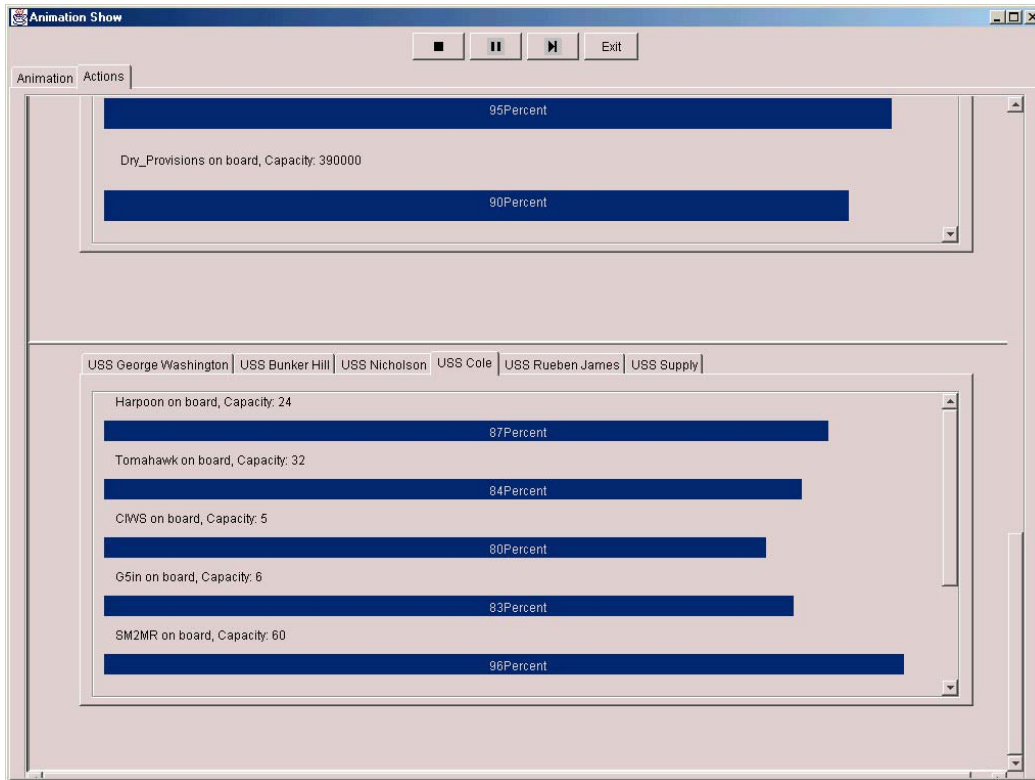 Animation Show
Exit
Animation Actions
95Percent
Dry_Provisions on board, Capacity: 390000
90Percent
USS George Washington USS Bunker Hill USS Nicholson USS Cole USS Rueben James USS Supply
Harpoon on board, Capacity: 24
87Percent
Tomahawk on board, Capacity: 32
84Percent
CIWS on board, Capacity: 5
80Percent
G5in on board, Capacity: 6
83Percent
SM2MR on board, Capacity: 60
96Percent